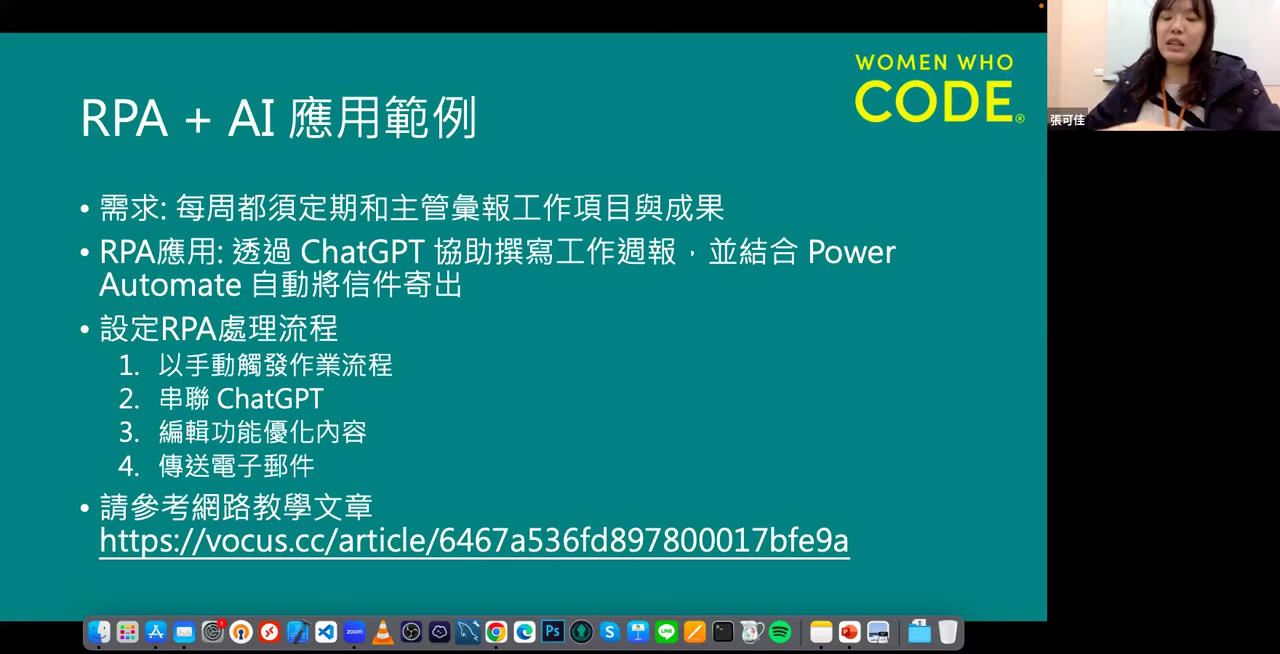 WOMEN WHO
CODE®
RPA + AI 應用範例
• 需求: 每周都須定期和主管彙報工作項目與成果
• RPA應用: 透過 ChatGPT 協助撰寫工作週報，並結合 Power
Automate 自動將信件寄出
• 設定RPA處理流程
1. 以手動觸發作業流程
2. 串聯 ChatGPT
3. 編輯功能優化內容
4. 傳送電子郵件
• 請參考網路教學文章
https://vocus.cc/article/6467a536fd897800017bfe9a
張可佳
zoom
Ps
LINE